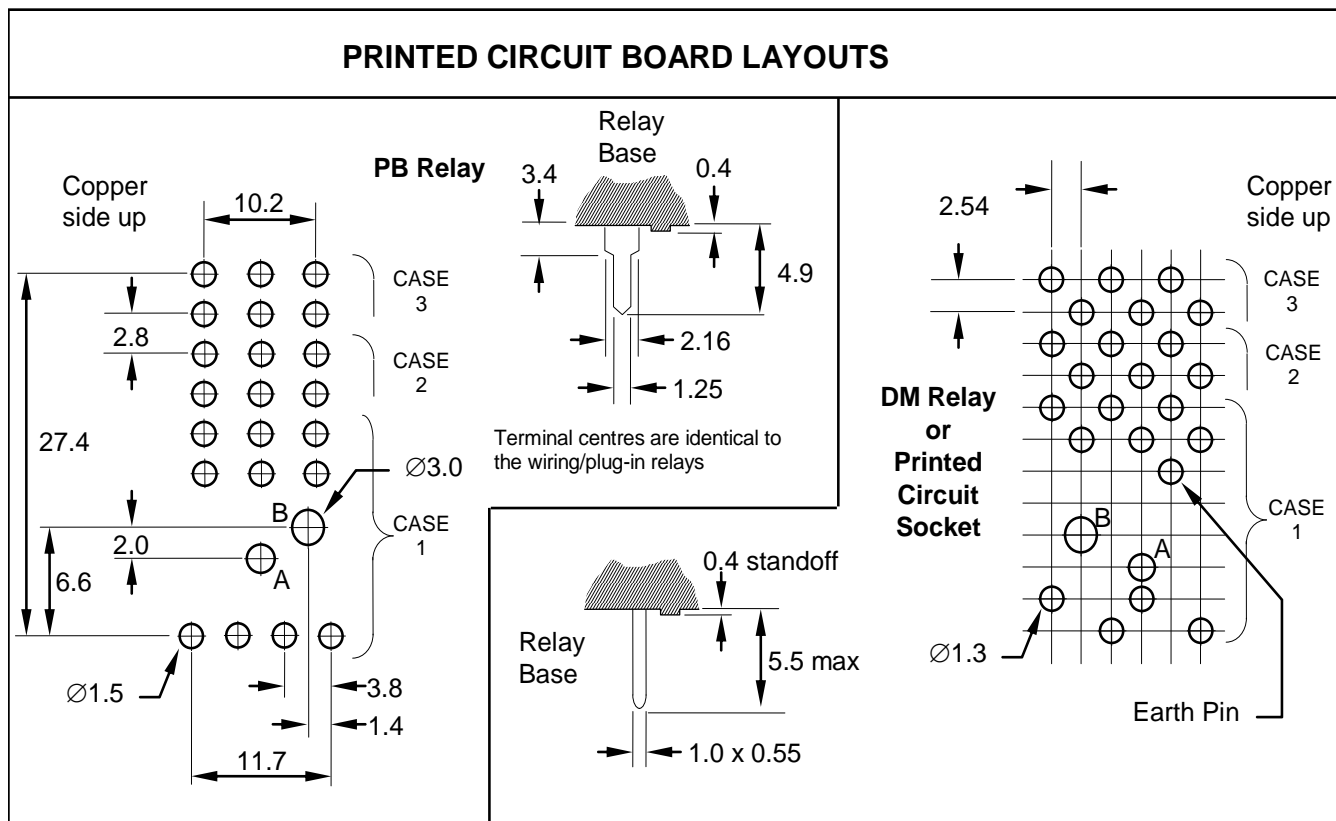 PRINTED CIRCUIT BOARD LAYOUTS
Copper
side up
10.2
PB Relay
CASE
3
2.8
CASE
2
27.4
∅3.0
B
CASE
1
2.0
A
6.6
∅1.5
3.8
1.4
11.7
Relay
Base
3.4
0.4
4.9
2.16
1.25
Terminal centres are identical to
the wiring/plug-in relays
0.4 standoff
Relay
Base
5.5 max
1.0 x 0.55
2.54
Copper
side up
CASE
3
CASE
2
DM Relay
or
Printed
Circuit
Socket
CASE
1
B
A
∅1.3
Earth Pin